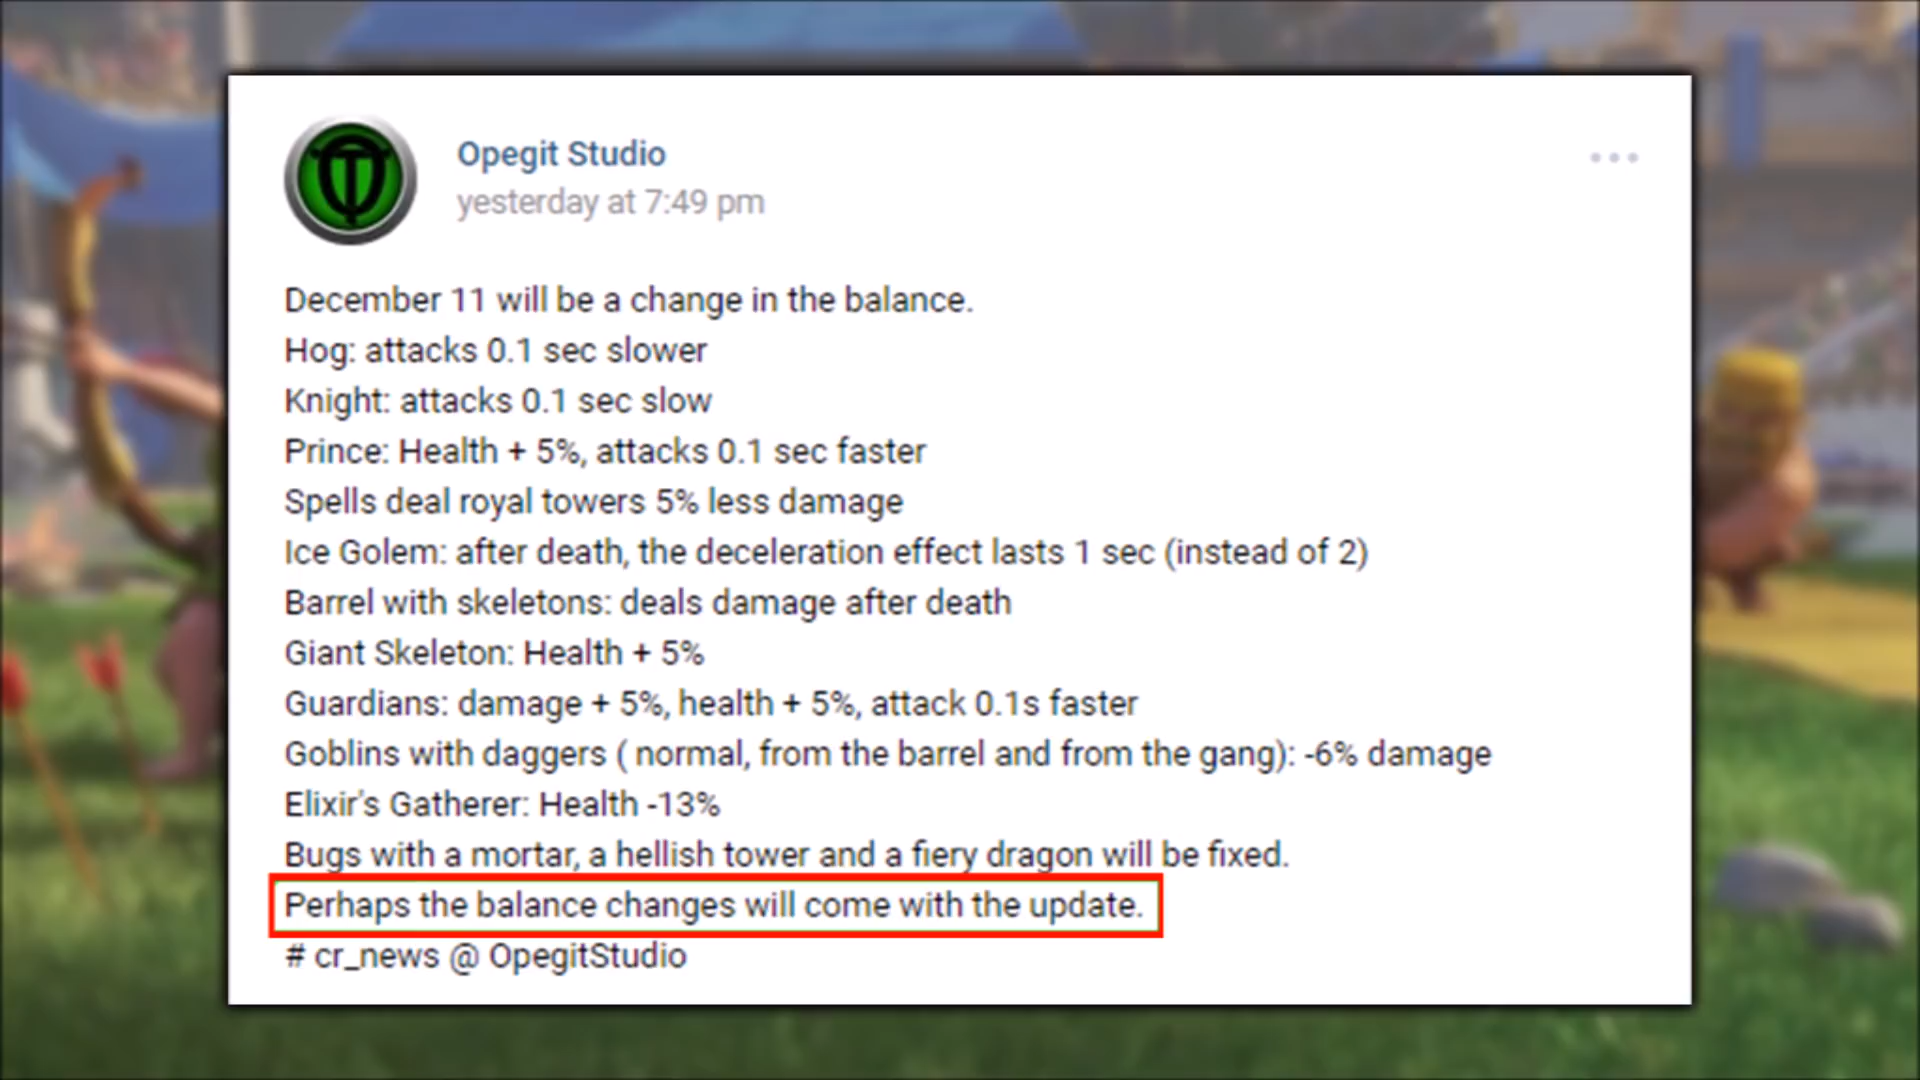 Opegit Studio
yesterday at 7:49 pm
December 11 will be a change in the balance.
Hog: attacks 0.1 sec slower
Knight: attacks 0.1 sec slow
Prince: Health + 5%, attacks 0.1 sec faster
Spells deal royal towers 5% less damage
Ice Golem: after death, the deceleration effect lasts 1 sec (instead of 2)
Barrel with skeletons: deals damage after death
Giant Skeleton: Health + 5%
Guardians: damage + 5%, health + 5%, attack 0.1s faster
Goblins with daggers ( normal, from the barrel and from the gang): -6% damage
Elixir's Gatherer: Health -13%
Bugs with a mortar, a hellish tower and a fiery dragon will be fixed.
Perhaps the balance changes will come with the update.
# cr_news @ OpegitStudio